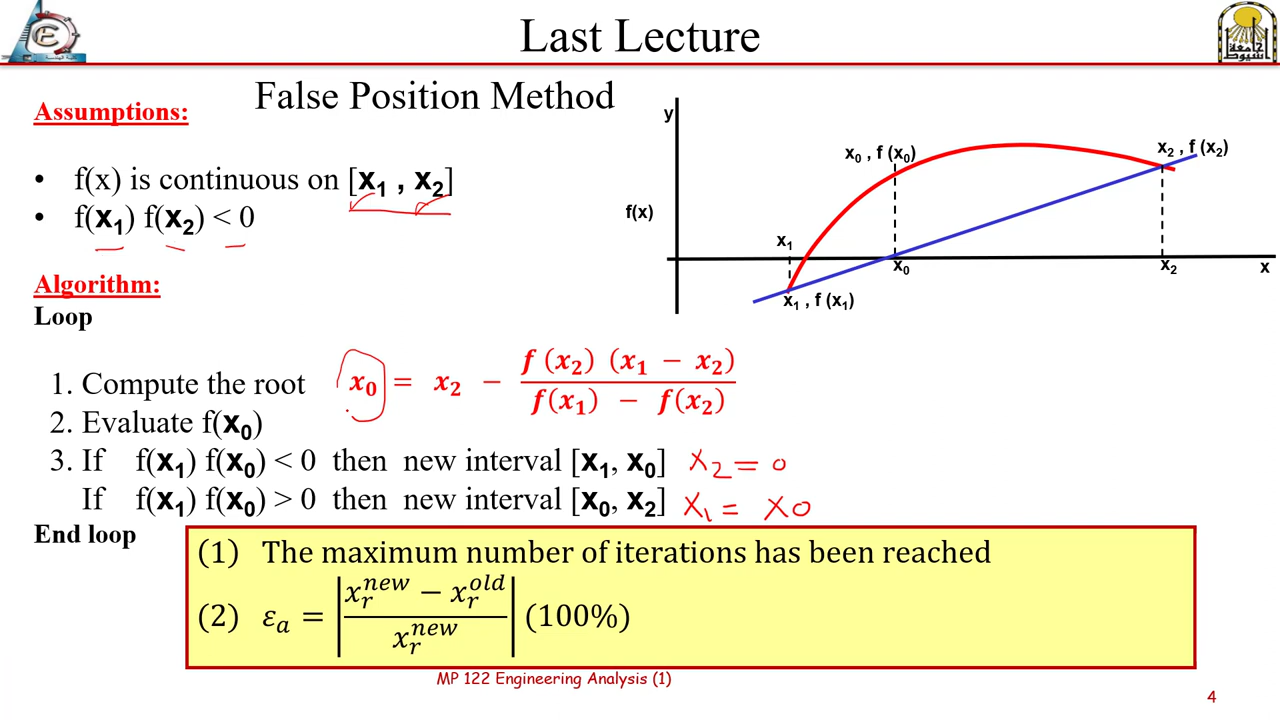 Last Lecture
جامعة أسيوط
False Position Method
Assumptions:
• f(x) is continuous on [x₁ , x₂]
• f(x₁) f(x₂) < 0
y
x₀ , f (x₀)
x₂ , f (x₂)
f(x)
x₁
x₀
x₂
x
x₁ , f (x₁)
Algorithm:
Loop
1. Compute the root x₀ = x₂ − f (x₂) (x₁ − x₂) / f(x₁) − f(x₂)
2. Evaluate f(x₀)
3. If f(x₁) f(x₀) < 0 then new interval [x₁, x₀] x₂ = 0
If f(x₁) f(x₀) > 0 then new interval [x₀, x₂] x₁ = x0
End loop
(1) The maximum number of iterations has been reached
(2) εₐ = |(xᵣⁿᵉʷ − xᵣᵒˡᵈ) / xᵣⁿᵉʷ| (100%)
MP 122 Engineering Analysis (1)
4